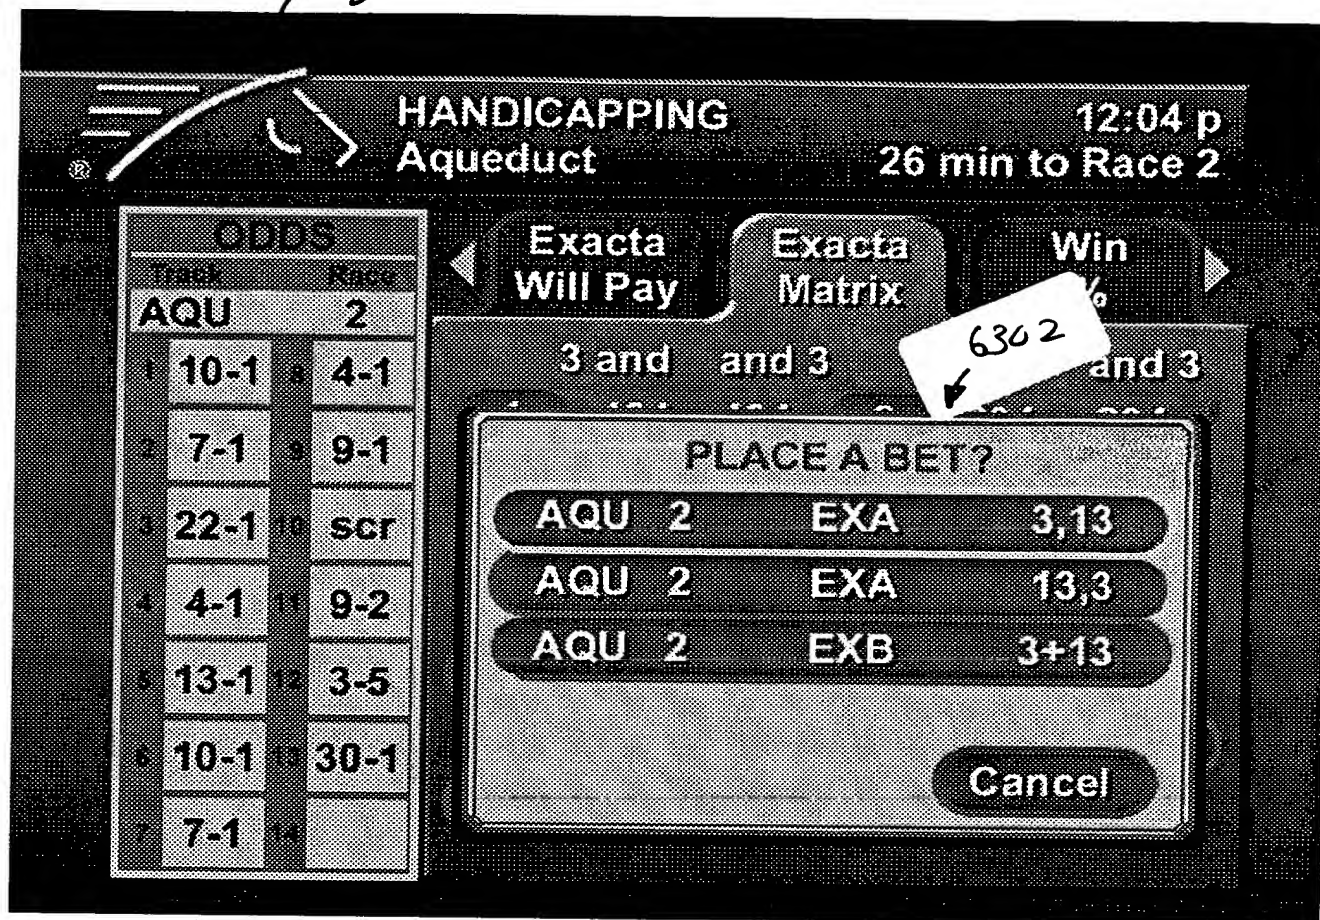 HANDICAPPING
Aqueduct
12:04 p
26 min to Race 2
®
ODDS
Track Race
AQU 2
1 10-1 8 4-1
2 7-1 9 9-1
3 22-1 10 scr
4 4-1 11 9-2
5 13-1 12 3-5
6 10-1 13 30-1
7 7-1 14
Exacta Will Pay
Exacta Matrix
Win %
6302
3 and and 3 and 3
PLACE A BET?
AQU 2 EXA 3,13
AQU 2 EXA 13,3
AQU 2 EXB 3+13
Cancel